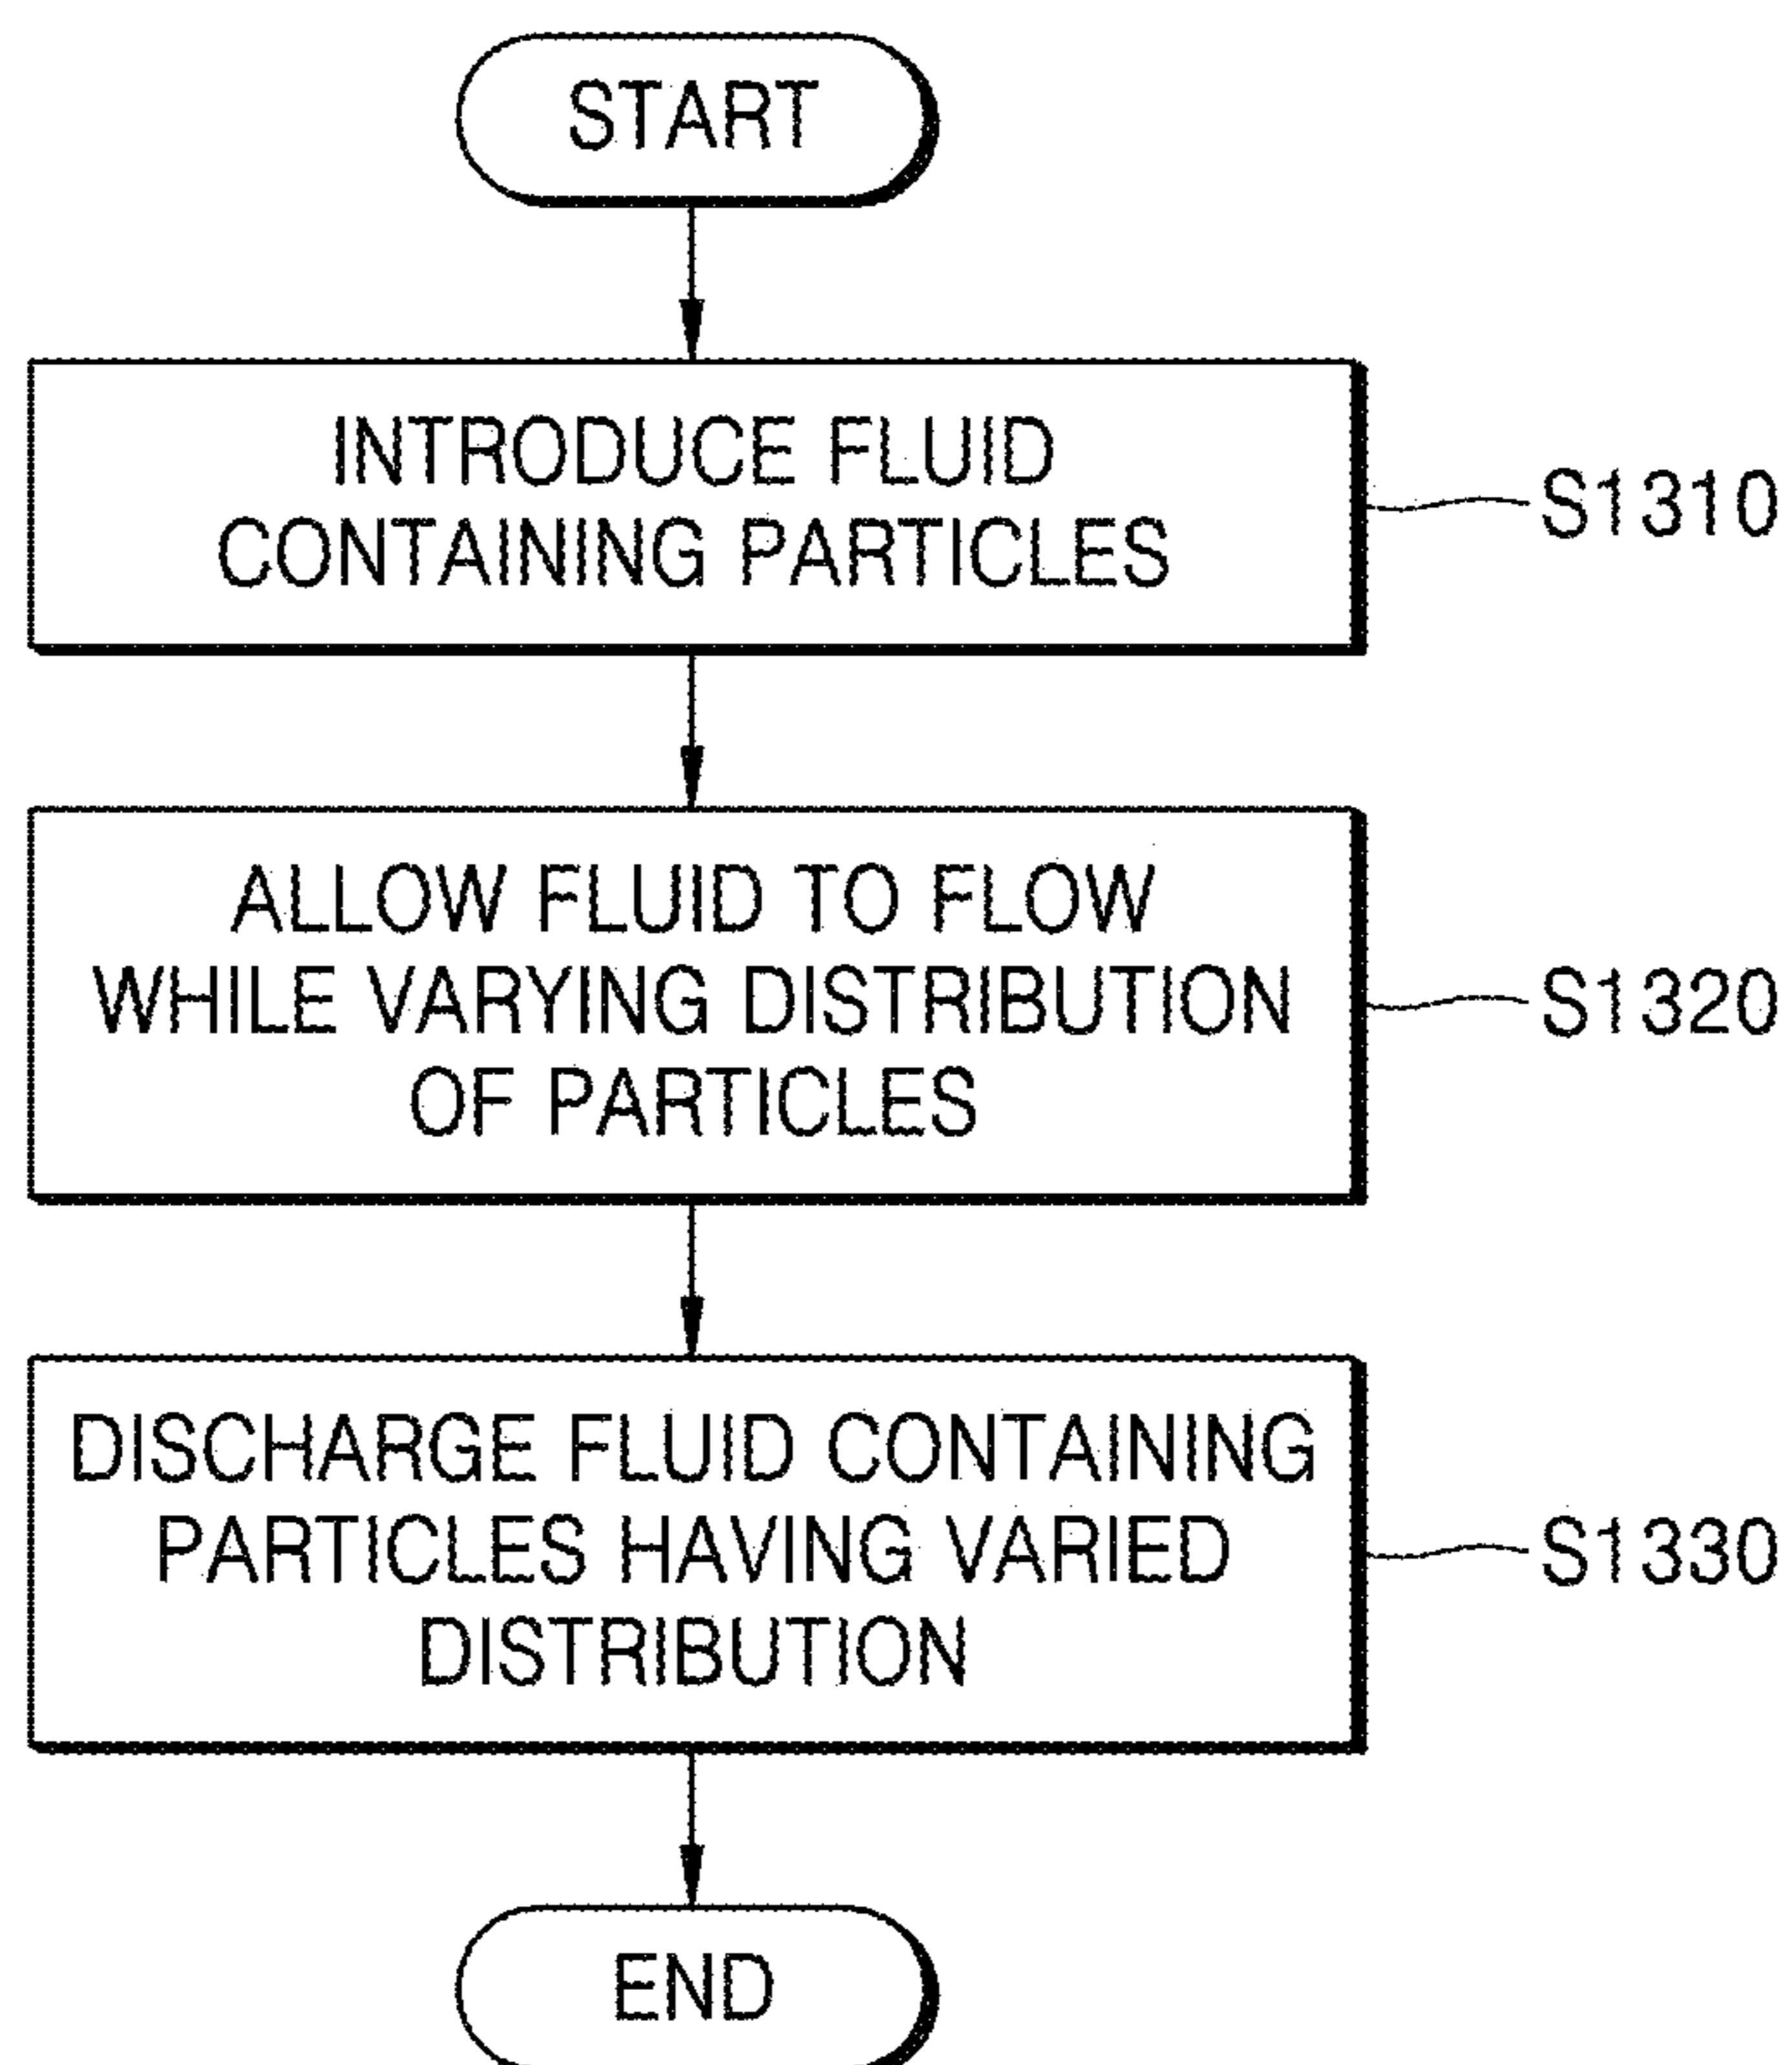 START
INTRODUCE FLUID
CONTAINING PARTICLES
S1310
ALLOW FLUID TO FLOW
WHILE VARYING DISTRIBUTION
OF PARTICLES
S1320
DISCHARGE FLUID CONTAINING
PARTICLES HAVING VARIED
DISTRIBUTION
S1330
END